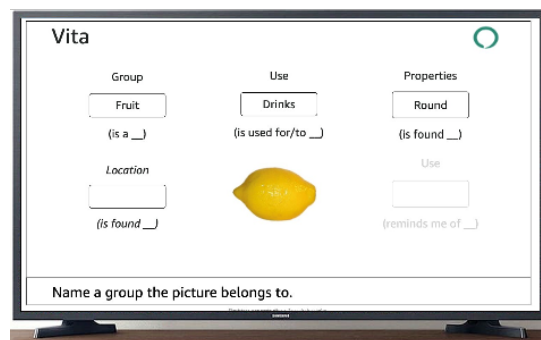 Vita
Group
Use
Properties
Fruit
Drinks
Round
(is a __)
(is used for/to __)
(is found __)
Location
Use
(is found __)
(reminds me of __)
Name a group the picture belongs to.
SAMSUNG